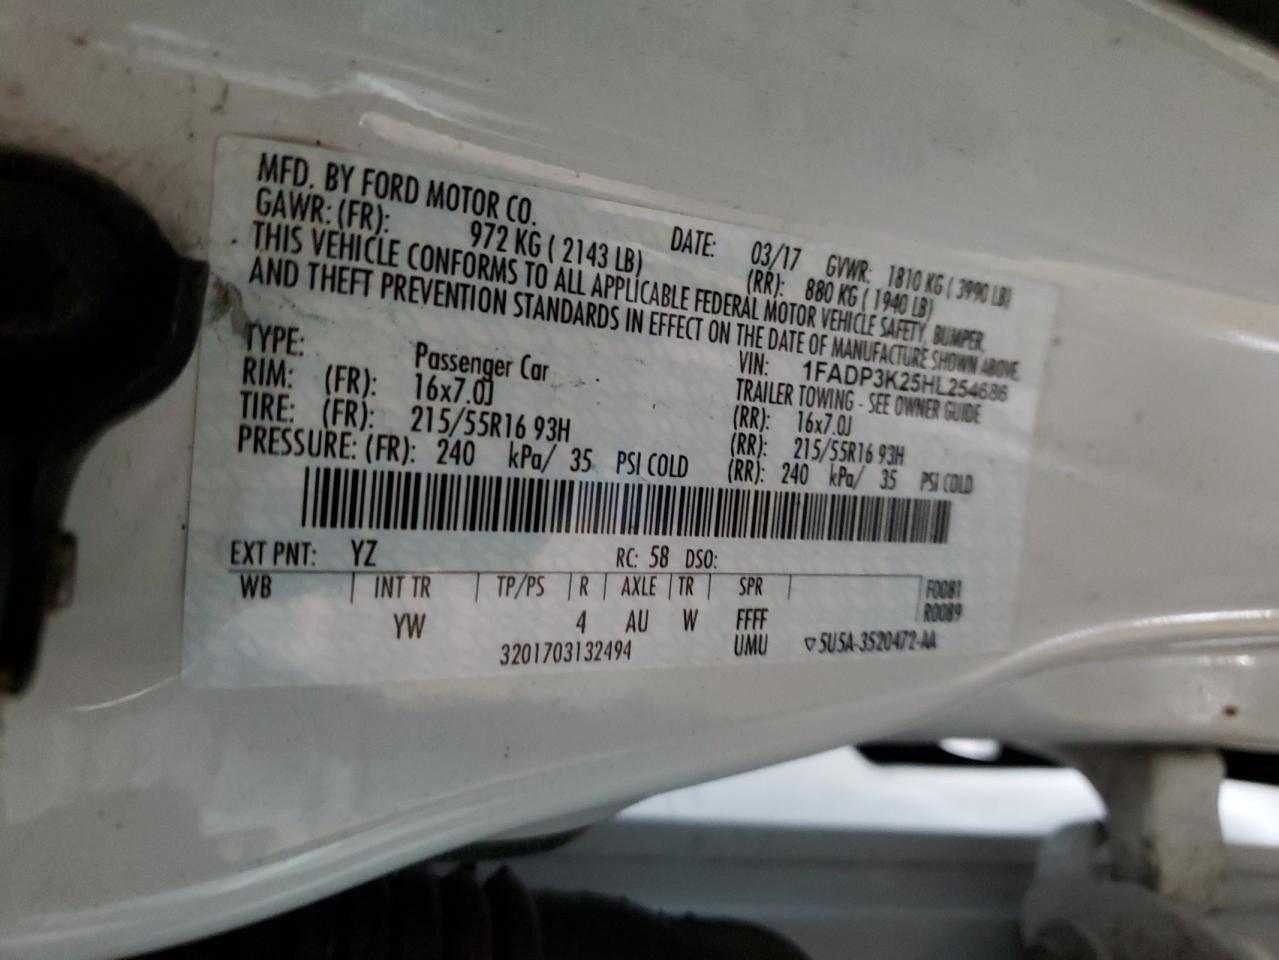 MFD. BY FORD MOTOR CO. DATE: 03/17 GVWR: 1810 KG ( 3990 LB)
GAWR: (FR): 972 KG ( 2143 LB) (RR): 880 KG ( 1940 LB)
THIS VEHICLE CONFORMS TO ALL APPLICABLE FEDERAL MOTOR VEHICLE SAFETY, BUMPER,
AND THEFT PREVENTION STANDARDS IN EFFECT ON THE DATE OF MANUFACTURE SHOWN ABOVE.
VIN: 1FADP3K25HL254686
TYPE: Passenger Car TRAILER TOWING - SEE OWNER GUIDE
RIM: (FR): 16x7.0J (RR): 16x7.0J
TIRE: (FR): 215/55R16 93H (RR): 215/55R16 93H
PRESSURE: (FR): 240 kPa/ 35 PSI COLD (RR): 240 kPa/ 35 PSI COLD
EXT PNT: YZ RC: 58 DSO:
WB INT TR TP/PS R AXLE TR SPR F0081
YW 4 AU W FFFF R0089
3201703132494 UMU ▽5U5A-3520472-AA